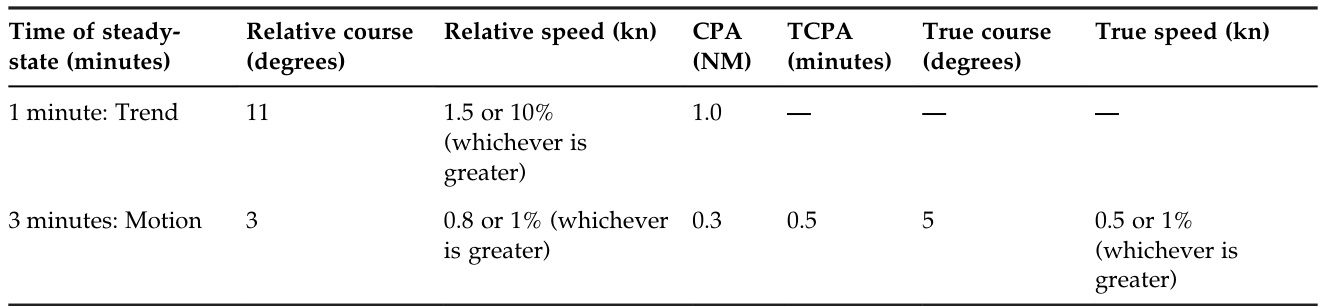 Time of steady- Relative course Relative speed (kn) CPA TCPA True course True speed (kn)
state (minutes) (degrees) (NM) (minutes) (degrees)
1 minute: Trend 11 1.5 or 10% 1.0 — — —
(whichever is
greater)
3 minutes: Motion 3 0.8 or 1% (whichever 0.3 0.5 5 0.5 or 1%
is greater) (whichever is
greater)